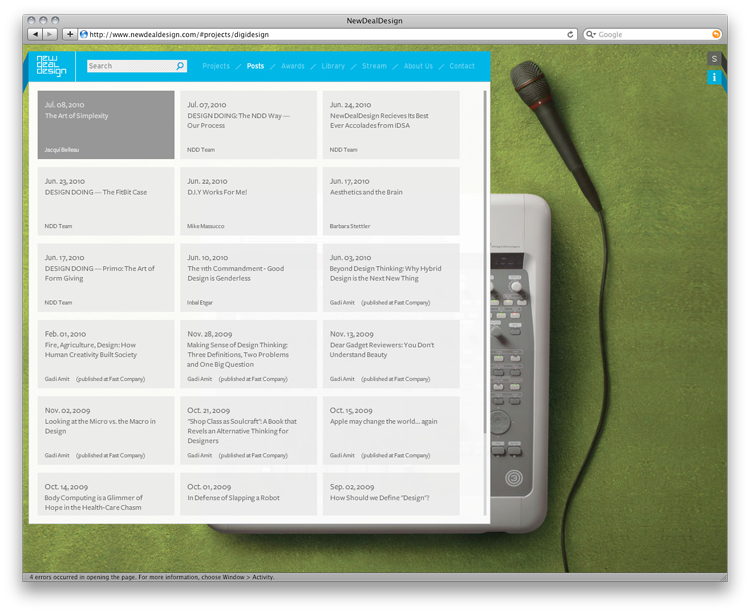 NewDealDesign
http://www.newdealdesign.com/#projects/digidesign
Google
new
deal
design
Search
Projects / Posts / Awards / Library / Stream / About Us / Contact
S
i
Jul. 08, 2010
The Art of Simplexity
Jacqui Belleau
Jul. 07, 2010
DESIGN DOING: The NDD Way —
Our Process
NDD Team
Jun. 24, 2010
NewDealDesign Recieves Its Best
Ever Accolades from IDSA
NDD Team
Jun. 23, 2010
DESIGN DOING — The FitBit Case
NDD Team
Jun. 22, 2010
D.I.Y Works For Me!
Mike Massucco
Jun. 17, 2010
Aesthetics and the Brain
Barbara Stettler
Jun. 17, 2010
DESIGN DOING — Primo: The Art of
Form Giving
NDD Team
Jun. 10, 2010
The 11th Commandment - Good
Design is Genderless
Inbal Etgar
Jun. 03, 2010
Beyond Design Thinking: Why Hybrid
Design is the Next New Thing
Gadi Amit (published at Fast Company)
Feb. 01, 2010
Fire, Agriculture, Design: How
Human Creativity Built Society
Gadi Amit (published at Fast Company)
Nov. 28, 2009
Making Sense of Design Thinking:
Three Definitions, Two Problems
and One Big Question
Gadi Amit (published at Fast Company)
Nov. 13, 2009
Dear Gadget Reviewers: You Don't
Understand Beauty
Gadi Amit (published at Fast Company)
Nov. 02, 2009
Looking at the Micro vs. the Macro in
Design
Gadi Amit (published at Fast Company)
Oct. 21, 2009
"Shop Class as Soulcraft": A Book that
Revels an Alternative Thinking for
Designers
Gadi Amit (published at Fast Company)
Oct. 15, 2009
Apple may change the world... again
Gadi Amit (published at Fast Company)
Oct. 14, 2009
Body Computing is a Glimmer of
Hope in the Health-Care Chasm
Oct. 01, 2009
In Defense of Slapping a Robot
Sep. 02, 2009
How Should we Define "Design"?
4 errors occurred in opening the page. For more information, choose Window > Activity.